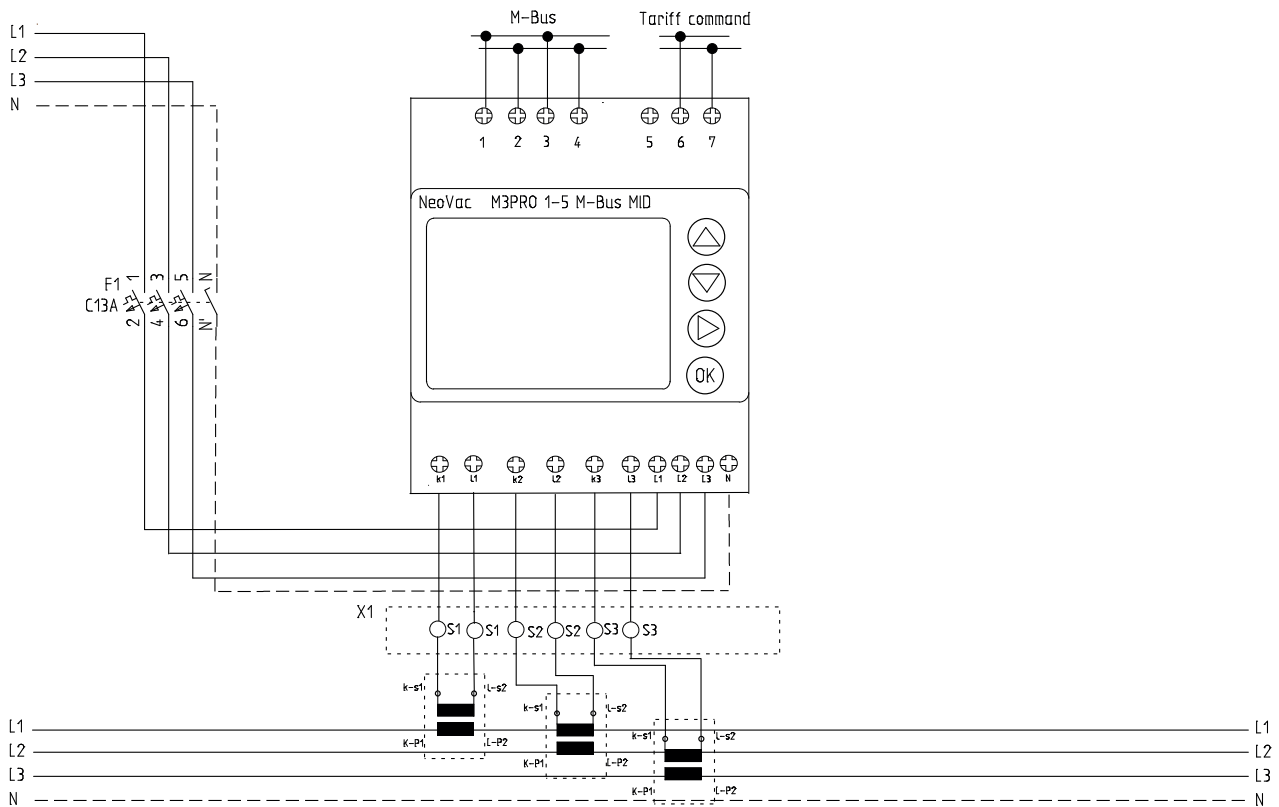 M-Bus Tariff command
L1
L2
L3
N
1 2 3 4 5 6 7
NeoVac M3PRO 1-5 M-Bus MID
F1 1 3 5 N
C13A
2 4 6 N'
OK
k1 L1 k2 L2 k3 L3 L1 L2 L3 N
X1
S1 S1 S2 S2 S3 S3
k-s1 L-s2
k-s1 L-s2
L1 k-s1 L-s2 L1
K-P1 L-P2
L2 L2
K-P1 L-P2
L3 L3
K-P1 L-P2
N N